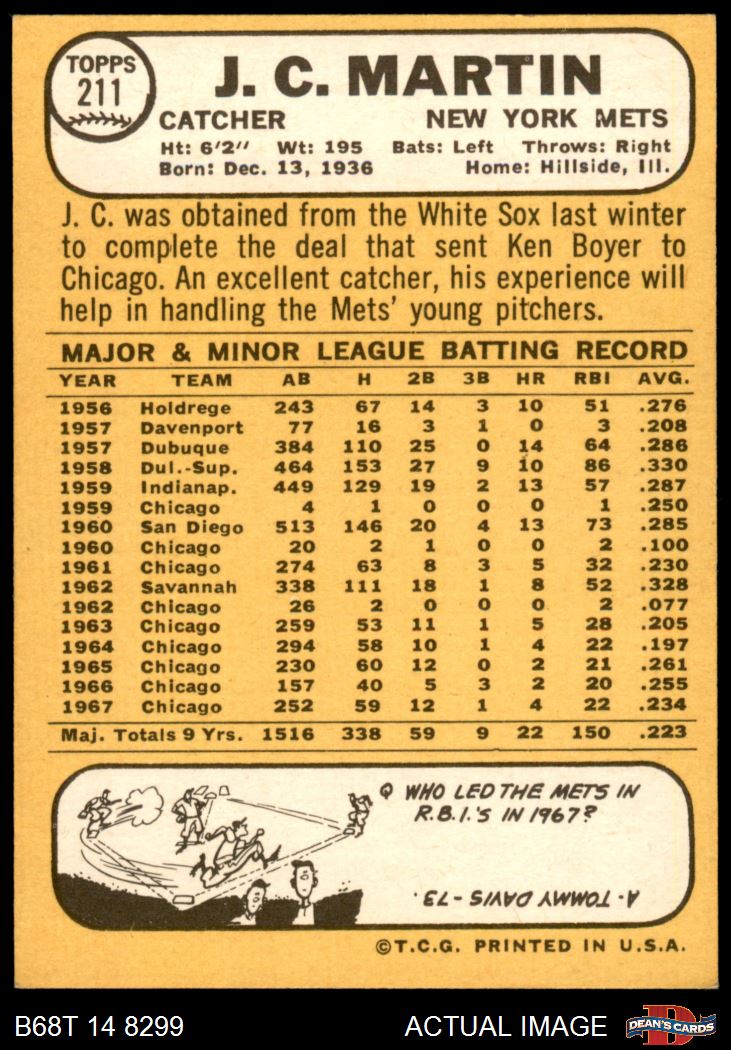 TOPPS
211
J. C. MARTIN
CATCHER NEW YORK METS
Ht: 6'2" Wt: 195 Bats: Left Throws: Right
Born: Dec. 13, 1936 Home: Hillside, Ill.
J. C. was obtained from the White Sox last winter
to complete the deal that sent Ken Boyer to
Chicago. An excellent catcher, his experience will
help in handling the Mets' young pitchers.
MAJOR & MINOR LEAGUE BATTING RECORD
YEAR TEAM AB H 2B 3B HR RBI AVG.
1956 Holdrege 243 67 14 3 10 51 .276
1957 Davenport 77 16 3 1 0 3 .208
1957 Dubuque 384 110 25 0 14 64 .286
1958 Dul.-Sup. 464 153 27 9 10 86 .330
1959 Indianap. 449 129 19 2 13 57 .287
1959 Chicago 4 1 0 0 0 1 .250
1960 San Diego 513 146 20 4 13 73 .285
1960 Chicago 20 2 1 0 0 2 .100
1961 Chicago 274 63 8 3 5 32 .230
1962 Savannah 338 111 18 1 8 52 .328
1962 Chicago 26 2 0 0 0 2 .077
1963 Chicago 259 53 11 1 5 28 .205
1964 Chicago 294 58 10 1 4 22 .197
1965 Chicago 230 60 12 0 2 21 .261
1966 Chicago 157 40 5 3 2 20 .255
1967 Chicago 252 59 12 1 4 22 .234
Maj. Totals 9 Yrs. 1516 338 59 9 22 150 .223
Q WHO LED THE METS IN
R.B.I.'S IN 1967?
A- TOMMY DAVIS -73.
©T.C.G. PRINTED IN U.S.A.
B68T 14 8299 ACTUAL IMAGE DEAN'S CARDS